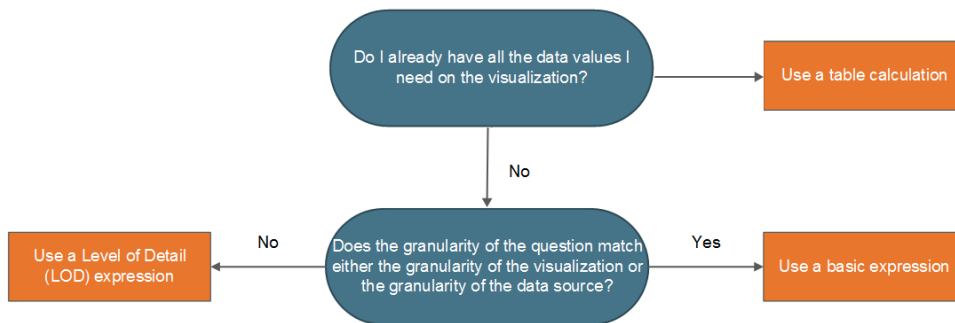 Do I already have all the data values I
need on the visualization?
Use a table calculation
No
No
Use a Level of Detail
(LOD) expression
Does the granularity of the question match
either the granularity of the visualization or
the granularity of the data source?
Yes
Use a basic expression